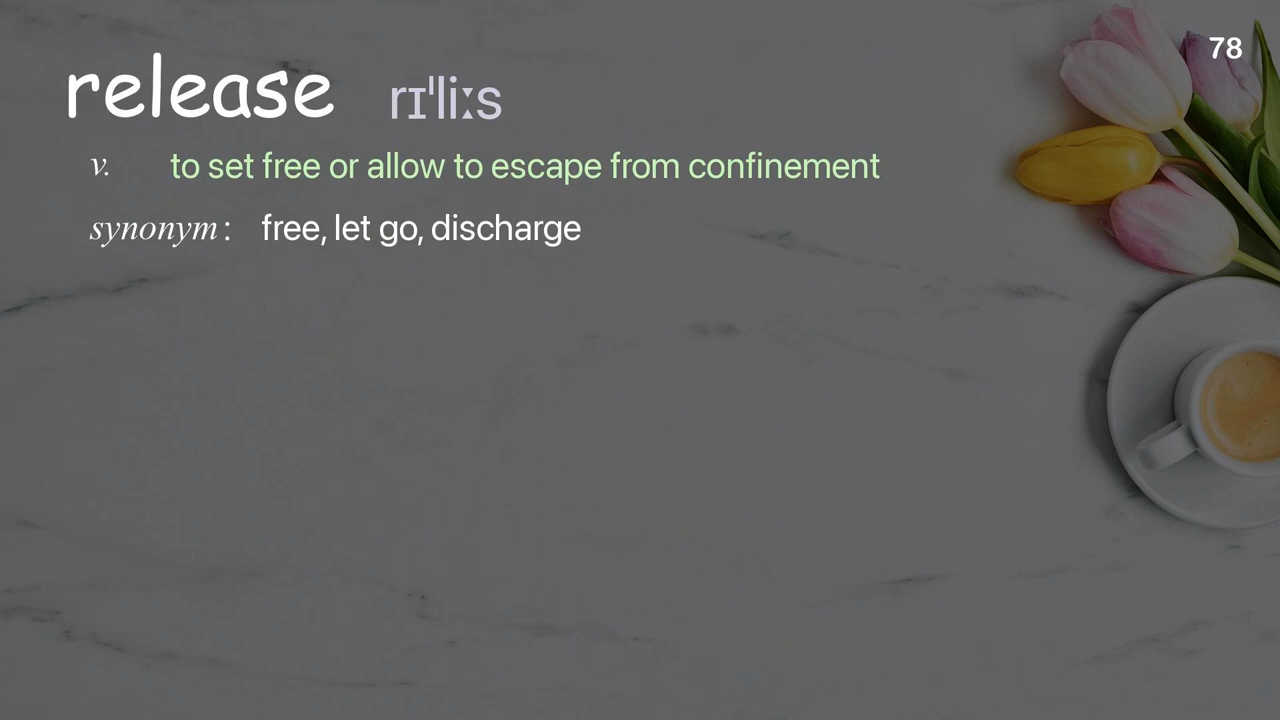 78
release rɪˈliːs
v. to set free or allow to escape from confinement
synonym : free, let go, discharge